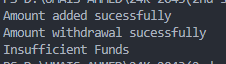 Amount added sucessfully
Amount withdrawal sucessfully
Insufficient Funds